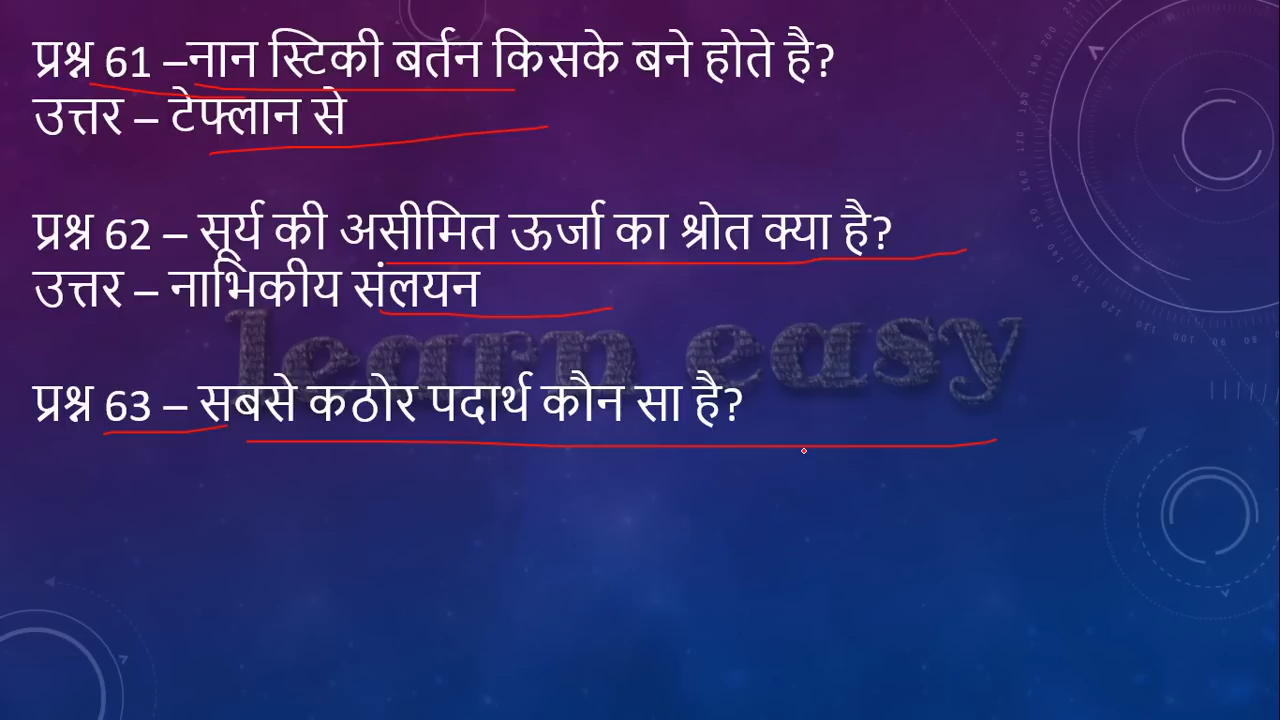 प्रश्न 61 –नान स्टिकी बर्तन किसके बने होते है?
उत्तर – टेफ्लान से
प्रश्न 62 – सूर्य की असीमित ऊर्जा का श्रोत क्या है?
उत्तर – नाभिकीय संलयन
learn easy
प्रश्न 63 – सबसे कठोर पदार्थ कौन सा है?